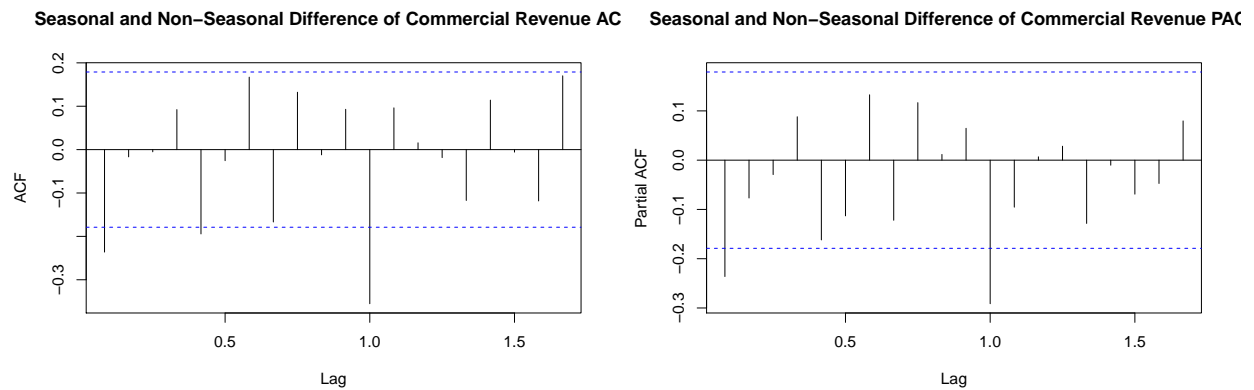 Seasonal and Non−Seasonal Difference of Commercial Revenue AC
ACF
0.2
0.1
0.0
−0.1
−0.3
0.5
1.0
1.5
Lag
Seasonal and Non−Seasonal Difference of Commercial Revenue PAC
Partial ACF
0.1
0.0
−0.1
−0.2
−0.3
0.5
1.0
1.5
Lag